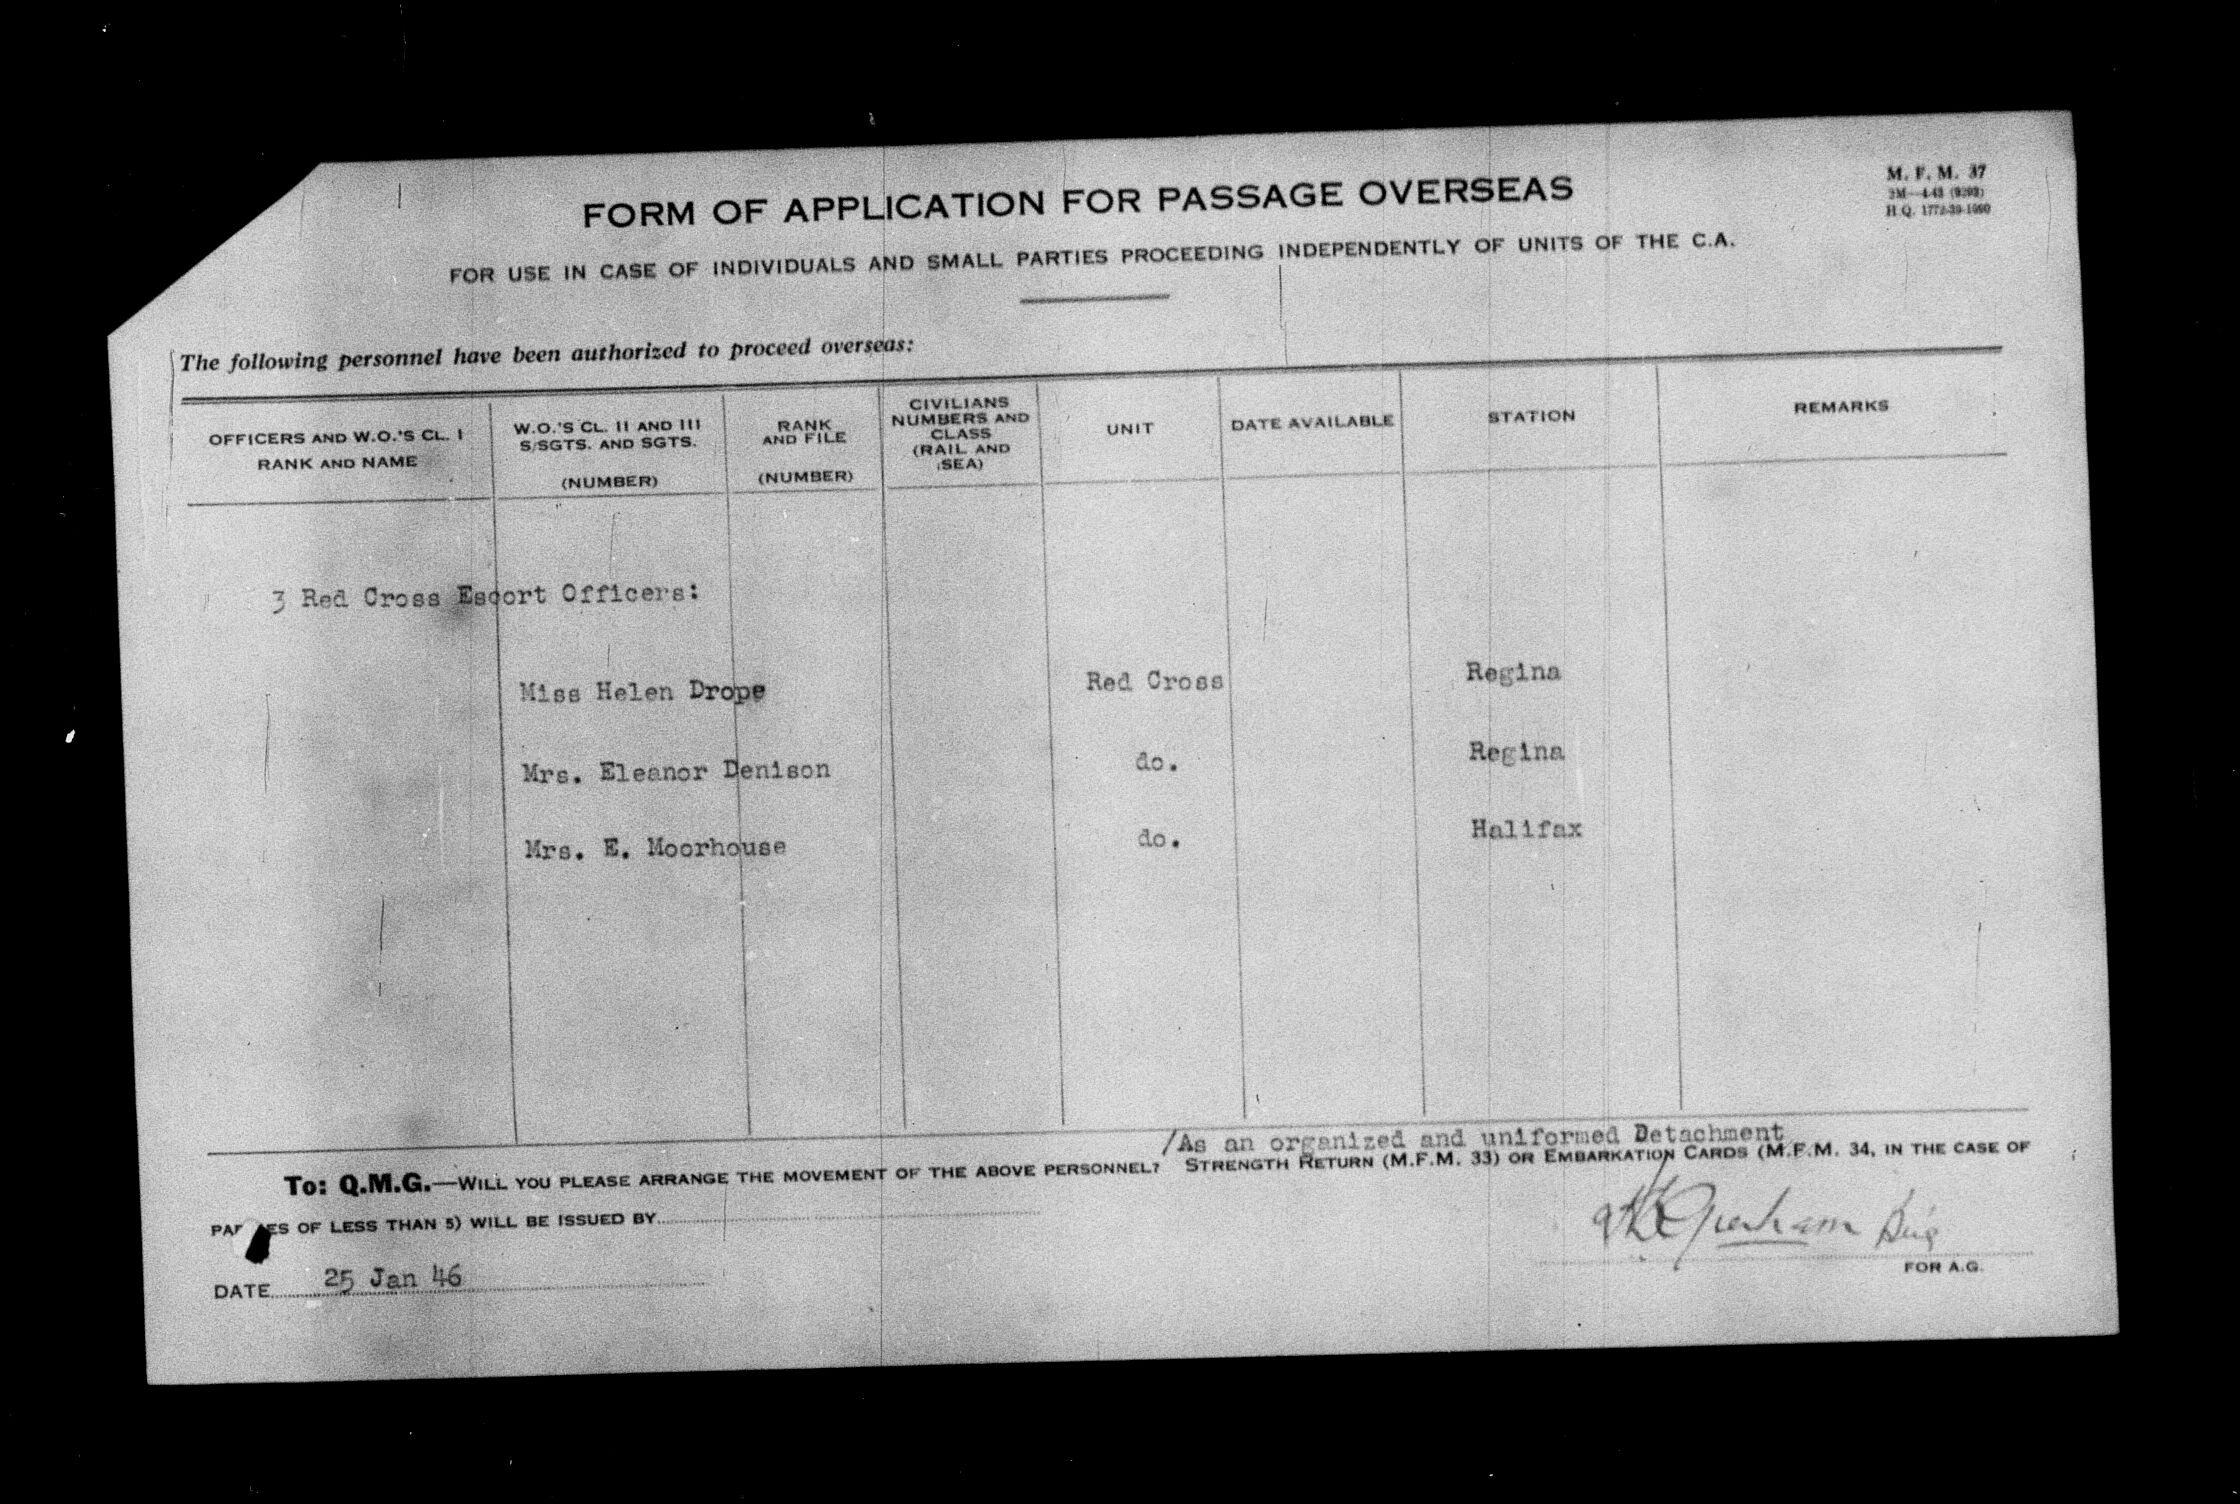 FORM OF APPLICATION FOR PASSAGE OVERSEAS
M. F. M. 37
FOR USE IN CASE OF INDIVIDUALS AND SMALL PARTIES PROCEEDING INDEPENDENTLY OF UNITS OF THE C.A.
H.Q. 1772-39-1690
The following personnel have been authorized to proceed overseas:
OFFICERS AND W.O.'S CL. I
RANK AND NAME
W.O.'S CL. II AND III
S/SGTS. AND SGTS.
(NUMBER)
RANK
AND FILE
(NUMBER)
CIVILIANS
NUMBERS AND
CLASS
(RAIL AND
SEA)
UNIT
DATE AVAILABLE
STATION
REMARKS
3 Red Cross Escort Officers:
Miss Helen Drope Red Cross Regina
Mrs. Eleanor Denison do. Regina
Mrs. E. Moorhouse do. Halifax
/As an organized and uniformed Detachment
To: Q.M.G.—WILL YOU PLEASE ARRANGE THE MOVEMENT OF THE ABOVE PERSONNEL? STRENGTH RETURN (M.F.M. 33) OR EMBARKATION CARDS (M.F.M. 34, IN THE CASE OF
OF LESS THAN 5) WILL BE ISSUED BY
Graham Brig
FOR A.G.
DATE 25 Jan 46